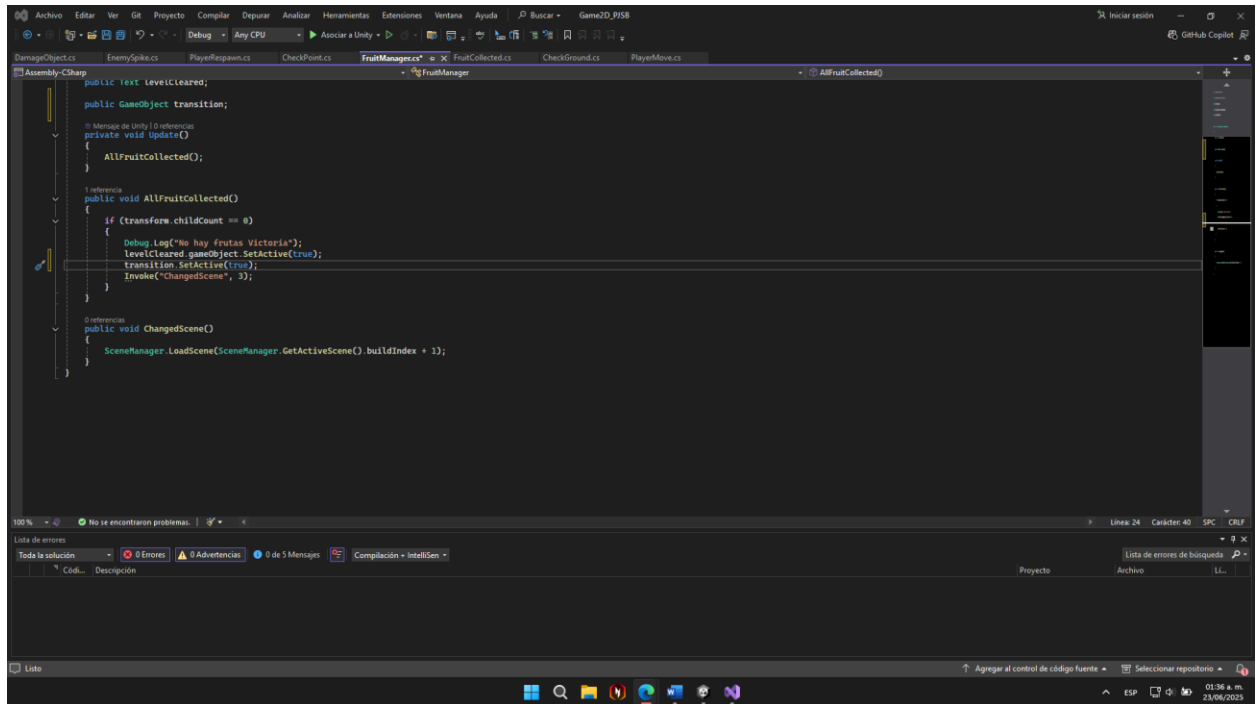 Archivo Editar Ver Git Proyecto Compilar Depurar Analizar Herramientas Extensiones Ventana Ayuda Buscar Game2D_PJSB Iniciar sesión
Debug Any CPU Asociar a Unity GitHub Copilot
DamageObject.cs EnemySpike.cs PlayerRespawn.cs CheckPoint.cs FruitManager.cs* FruitCollected.cs CheckGround.cs PlayerMove.cs
Assembly-CSharp FruitManager AllFruitCollected()
public Text levelCleared;
public GameObject transition;
Mensaje de Unity | 0 referencias
private void Update()
{
AllFruitCollected();
}
1 referencia
public void AllFruitCollected()
{
if (transform.childCount == 0)
{
Debug.Log("No hay frutas Victoria");
levelCleared.gameObject.SetActive(true);
transition.SetActive(true);
Invoke("ChangedScene", 3);
}
}
0 referencias
public void ChangedScene()
{
SceneManager.LoadScene(SceneManager.GetActiveScene().buildIndex + 1);
}
}
100 % No se encontraron problemas. Línea: 24 Carácter: 40 SPC CRLF
Lista de errores
Toda la solución 0 Errores 0 Advertencias 0 de 5 Mensajes Compilación + IntelliSen Lista de errores de búsqueda
Códi... Descripción Proyecto Archivo Lí...
Listo Agregar al control de código fuente Seleccionar repositorio
ESP 01:36 a. m.
23/06/2025